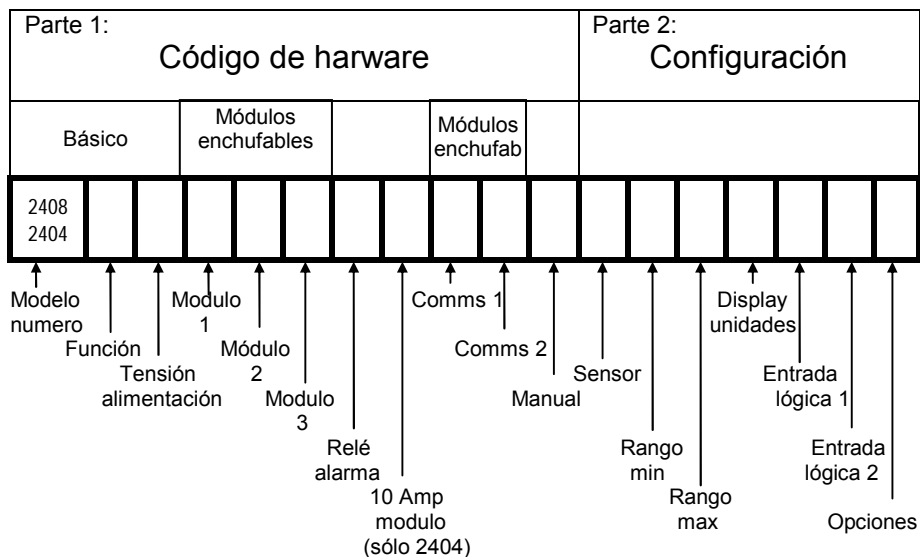 Parte 1:
Código de harware
Parte 2:
Configuración
Básico
Módulos
enchufables
Módulos
enchufab
2408
2404
Modelo
numero
Función
Tensión
alimentación
Modulo
1
Módulo
2
Modulo
3
Relé
alarma
10 Amp
modulo
(sólo 2404)
Comms 1
Comms 2
Manual
Sensor
Rango
min
Rango
max
Display
unidades
Entrada
lógica 1
Entrada
lógica 2
Opciones